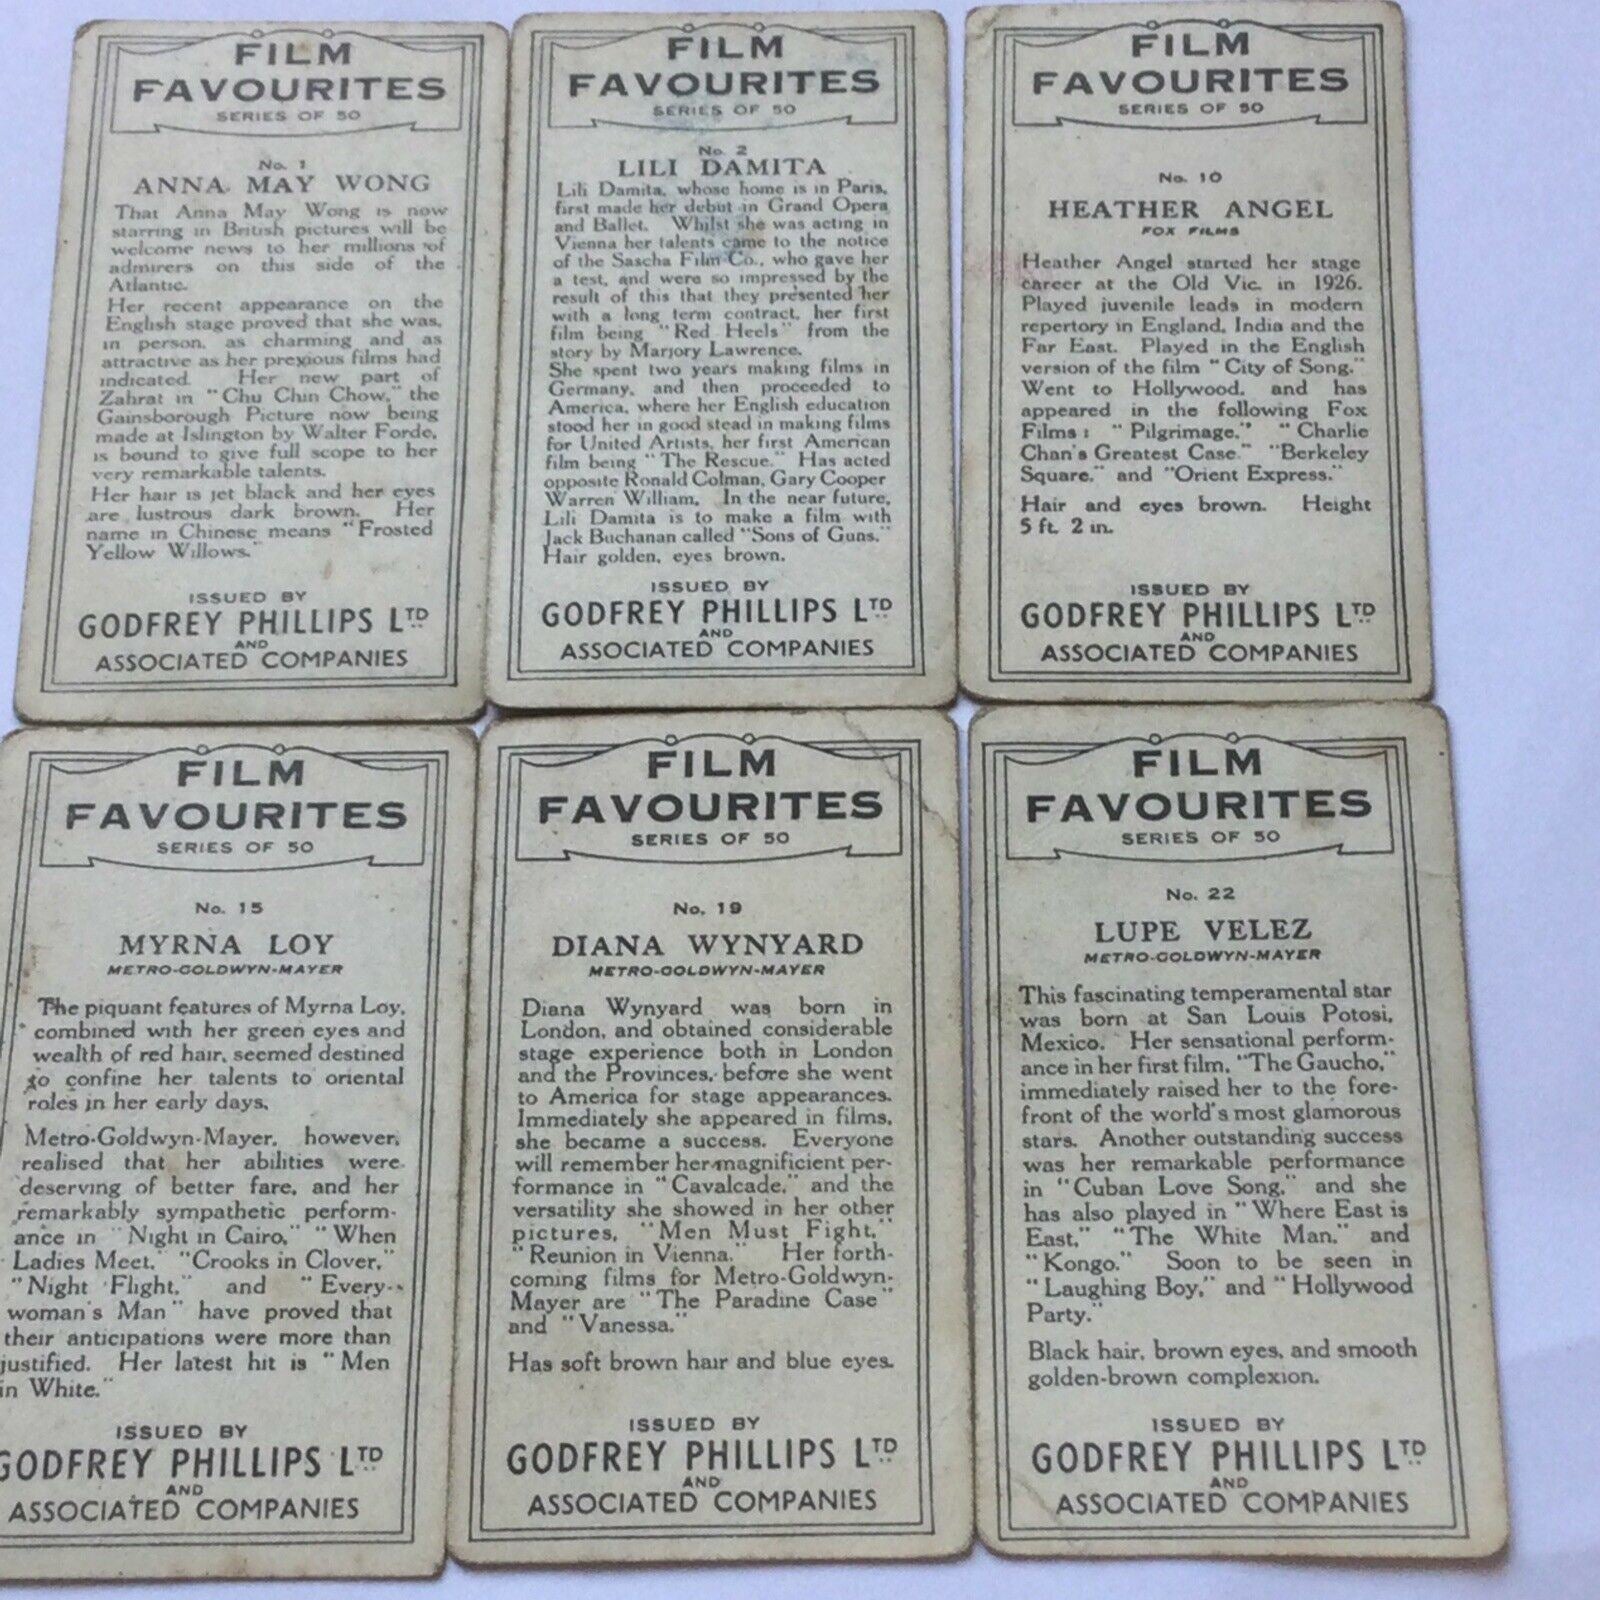 FILM
FAVOURITES
SERIES OF 50
No. 1
ANNA MAY WONG
That Anna May Wong is now
starring in British pictures will be
welcome news to her millions of
admirers on this side of the
Atlantic.
Her recent appearance on the
English stage proved that she was,
in person, as charming and as
attractive as her previous films had
indicated. Her new part of
Zahrat in "Chu Chin Chow," the
Gainsborough Picture now being
made at Islington by Walter Forde,
is bound to give full scope to her
very remarkable talents.
Her hair is jet black and her eyes
are lustrous dark brown. Her
name in Chinese means "Frosted
Yellow Willows."
ISSUED BY
GODFREY PHILLIPS LTD
AND
ASSOCIATED COMPANIES
FILM
FAVOURITES
SERIES OF 50
No. 2
LILI DAMITA
Lili Damita, whose home is in Paris,
first made her debut in Grand Opera
and Ballet. Whilst she was acting in
Vienna her talents came to the notice
of the Sascha Film Co., who gave her
a test, and were so impressed by the
result of this that they presented her
with a long term contract, her first
film being "Red Heels" from the
story by Marjory Lawrence.
She spent two years making films in
Germany, and then proceeded to
America, where her English education
stood her in good stead in making films
for United Artists, her first American
film being "The Rescue." Has acted
opposite Ronald Colman, Gary Cooper
Warren William. In the near future,
Lili Damita is to make a film with
Jack Buchanan called "Sons of Guns."
Hair golden, eyes brown.
ISSUED BY
GODFREY PHILLIPS LTD
AND
ASSOCIATED COMPANIES
FILM
FAVOURITES
SERIES OF 50
No. 10
HEATHER ANGEL
FOX FILMS
Heather Angel started her stage
career at the Old Vic. in 1926.
Played juvenile leads in modern
repertory in England, India and the
Far East. Played in the English
version of the film "City of Song."
Went to Hollywood, and has
appeared in the following Fox
Films: "Pilgrimage," "Charlie
Chan's Greatest Case." "Berkeley
Square," and "Orient Express."
Hair and eyes brown. Height
5 ft. 2 in.
ISSUED BY
GODFREY PHILLIPS LTD
AND
ASSOCIATED COMPANIES
FILM
FAVOURITES
SERIES OF 50
No. 15
MYRNA LOY
METRO-GOLDWYN-MAYER
The piquant features of Myrna Loy,
combined with her green eyes and
wealth of red hair, seemed destined
to confine her talents to oriental
roles in her early days.
Metro-Goldwyn-Mayer, however,
realised that her abilities were
deserving of better fare, and her
remarkably sympathetic perform-
ance in "Night in Cairo," "When
Ladies Meet," "Crooks in Clover,"
"Night Flight," and "Every-
woman's Man" have proved that
their anticipations were more than
justified. Her latest hit is "Men
in White."
ISSUED BY
GODFREY PHILLIPS LTD
AND
ASSOCIATED COMPANIES
FILM
FAVOURITES
SERIES OF 50
No. 19
DIANA WYNYARD
METRO-GOLDWYN-MAYER
Diana Wynyard was born in
London, and obtained considerable
stage experience both in London
and the Provinces, before she went
to America for stage appearances.
Immediately she appeared in films,
she became a success. Everyone
will remember her magnificient per-
formance in "Cavalcade," and the
versatility she showed in her other
pictures, "Men Must Fight,"
"Reunion in Vienna." Her forth-
coming films for Metro-Goldwyn-
Mayer are "The Paradine Case"
and "Vanessa."
Has soft brown hair and blue eyes.
ISSUED BY
GODFREY PHILLIPS LTD
AND
ASSOCIATED COMPANIES
FILM
FAVOURITES
SERIES OF 50
No. 22
LUPE VELEZ
METRO-GOLDWYN-MAYER
This fascinating temperamental star
was born at San Louis Potosi,
Mexico. Her sensational perform-
ance in her first film, "The Gaucho,"
immediately raised her to the fore-
front of the world's most glamorous
stars. Another outstanding success
was her remarkable performance
in "Cuban Love Song," and she
has also played in "Where East is
East," "The White Man," and
"Kongo." Soon to be seen in
"Laughing Boy," and "Hollywood
Party."
Black hair, brown eyes, and smooth
golden-brown complexion.
ISSUED BY
GODFREY PHILLIPS LTD
AND
ASSOCIATED COMPANIES